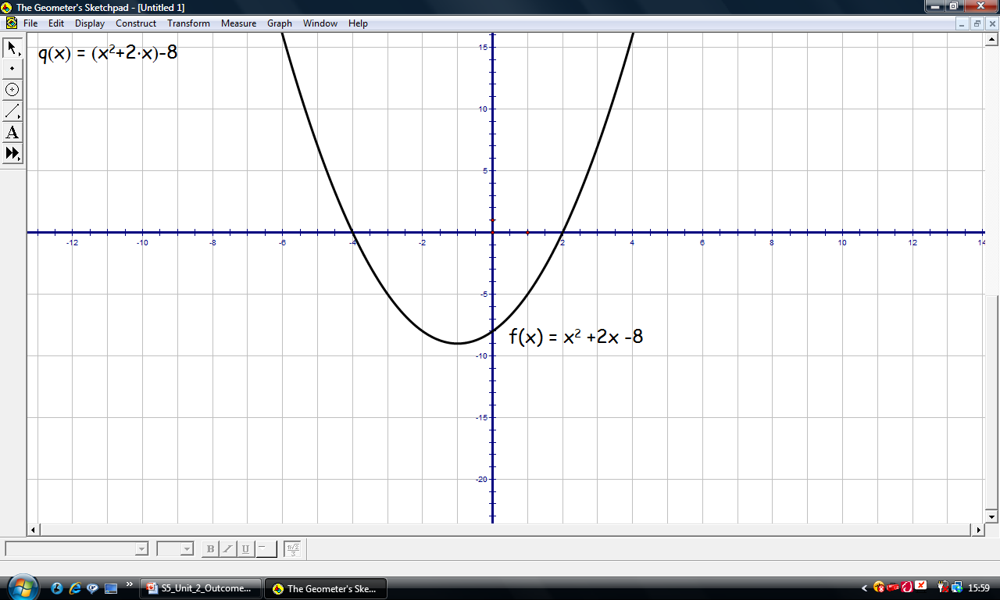 The Geometer's Sketchpad - [Untitled 1]
File Edit Display Construct Transform Measure Graph Window Help
q(x) = (x²+2·x)-8
15
10
5
-12 -10 -8 -6 -4 -2 2 4 6 8 10 12 14
-5
f(x) = x² +2x -8
-10
-15
-20
A
B I U
S5_Unit_2_Outcome... The Geometer's Ske... 15:59